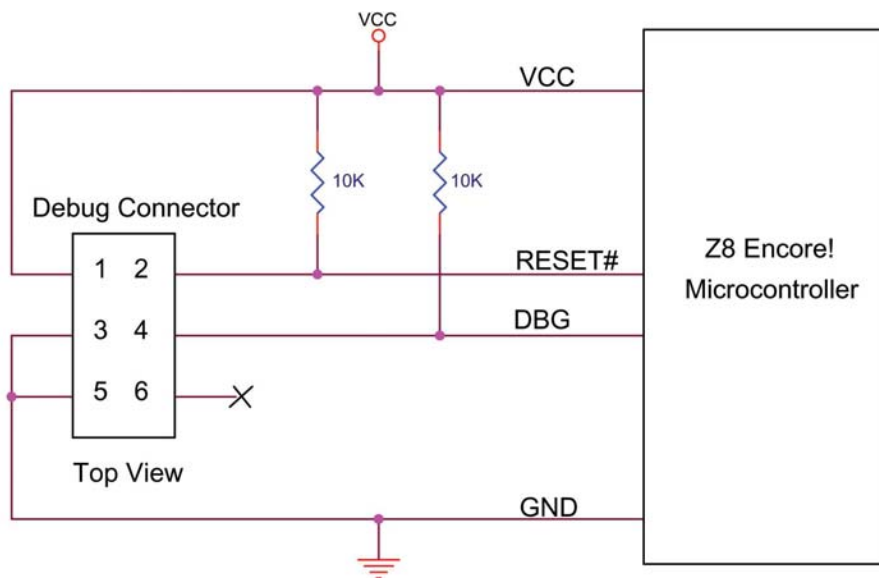 VCC
VCC
10K
10K
Debug Connector
1 2
RESET#
Z8 Encore!
Microcontroller
3 4
DBG
5 6
Top View
GND